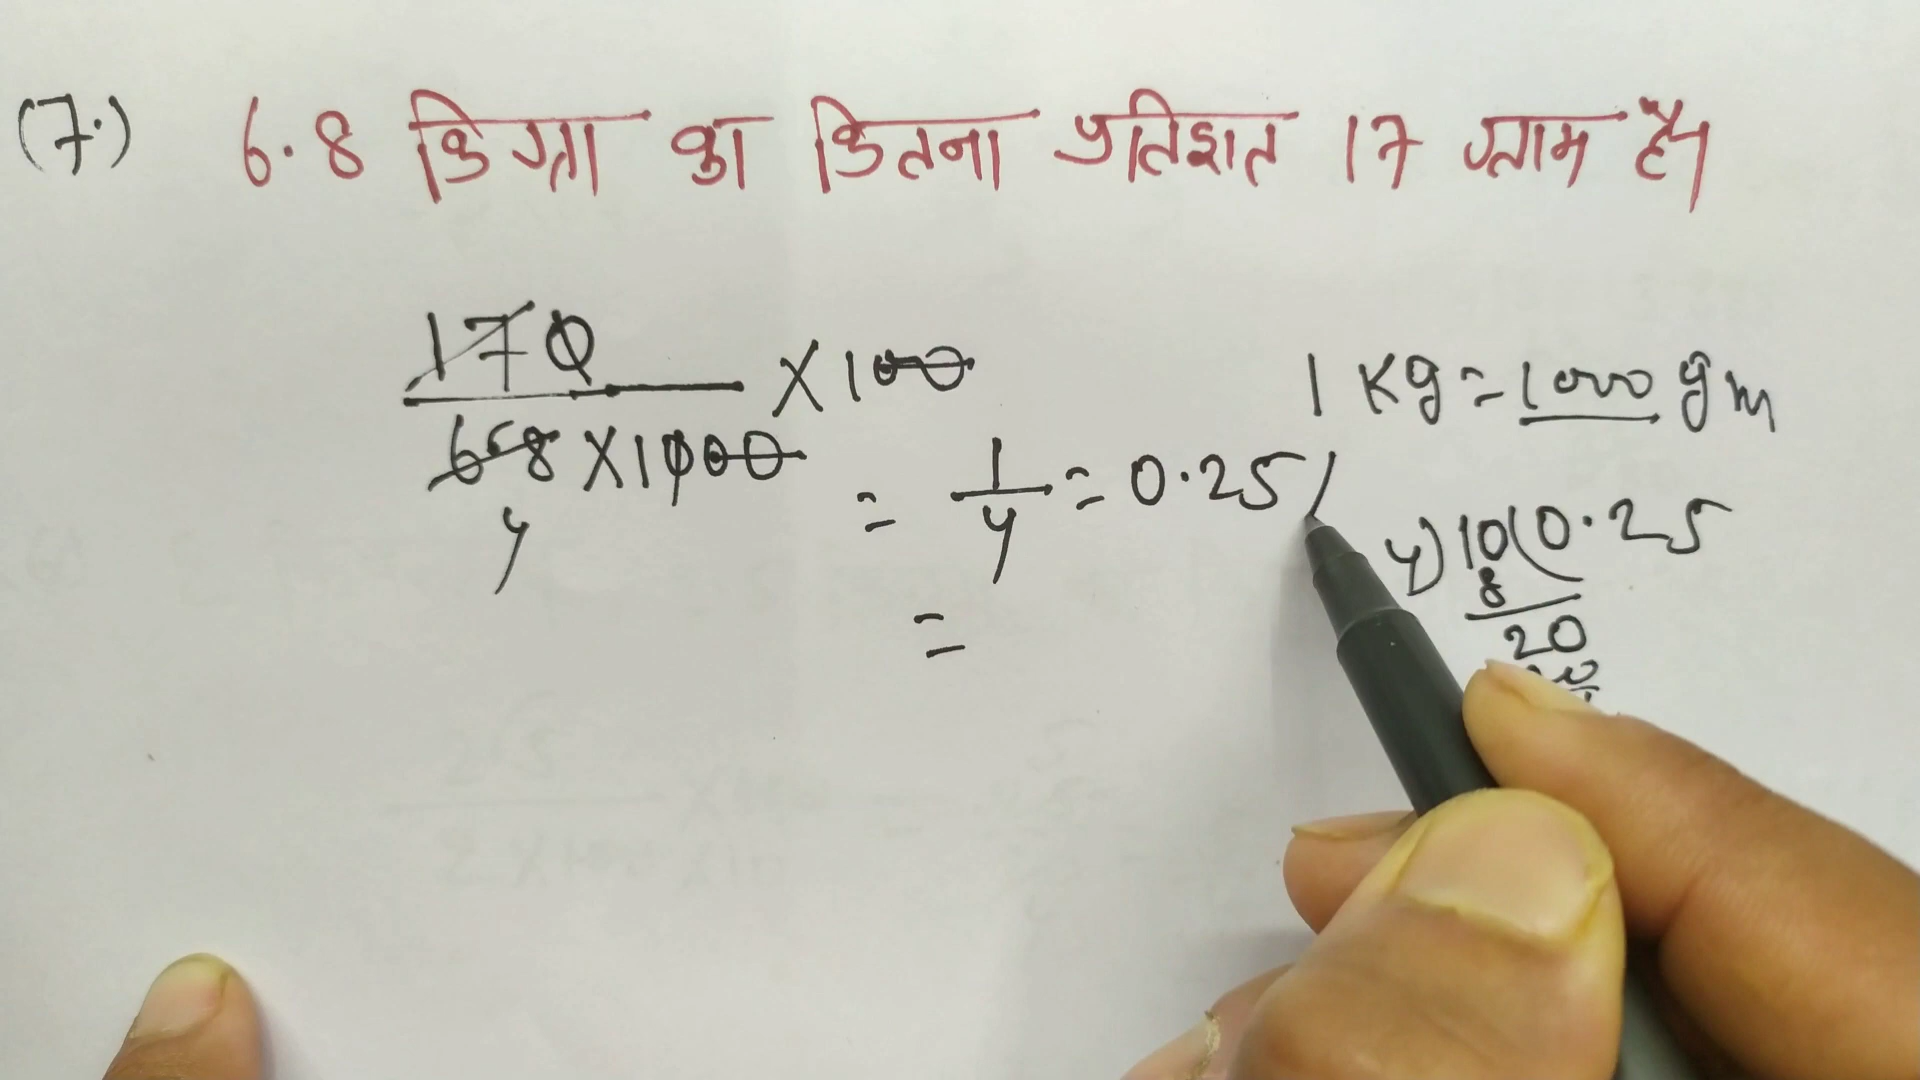 (7.) 6.8 किग्रा का कितना प्रतिशत 17 ग्राम है।
170
——— × 100
68 × 1000
4
1 Kg = 1000 gm
= 1/4 = 0.25 /
4) 10 ( 0.25
8
20
=